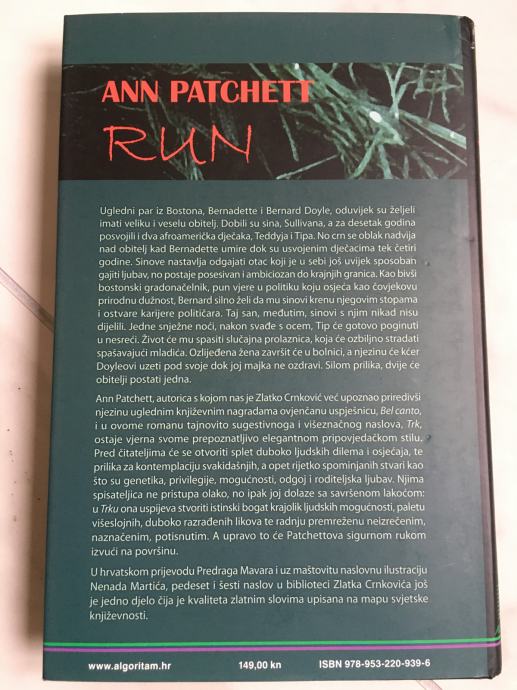 ANN PATCHETT
RUN
Ugledni par iz Bostona, Bernadette i Bernard Doyle, oduvijek su željeli
imati veliku i veselu obitelj. Dobili su sina, Sullivana, a za desetak godina
posvojili i dva afroamerička dječaka, Teddyja i Tipa. No crn se oblak nadvija
nad obitelj kad Bernadette umire dok su usvojenim dječacima tek četiri
godine. Sinove nastavlja odgajati otac koji je u sebi još uvijek sposoban
gajiti ljubav, no postaje posesivan i ambiciozan do krajnjih granica. Kao bivši
bostonski gradonačelnik, pun vjere u politiku koju osjeća kao čovjekovu
prirodnu dužnost, Bernard silno želi da mu sinovi krenu njegovim stopama
i ostvare karijere političara. Taj san, međutim, sinovi s njim nikad nisu
dijelili. Jedne snježne noći, nakon svađe s ocem, Tip će gotovo poginuti
u nesreći. Život će mu spasiti slučajna prolaznica, koja će ozbiljno stradati
spašavajući mladića. Ozlijeđena žena završit će u bolnici, a njezinu će kćer
Doyleovi uzeti pod svoje dok joj majka ne ozdravi. Silom prilika, dvije će
obitelji postati jedna.
Ann Patchett, autorica s kojom nas je Zlatko Crnković već upoznao priredivši
njezinu uglednim književnim nagradama ovjenčanu uspješnicu, Bel canto,
i u ovome romanu tajnovito sugestivnoga i višeznačnog naslova, Trk,
ostaje vjerna svome prepoznatljivo elegantnom pripovjedačkom stilu.
Pred čitateljima će se otvoriti splet duboko ljudskih dilema i osjećaja, te
prilika za kontemplaciju svakidašnjih, a opet rijetko spominjanih stvari kao
što su genetika, privilegije, mogućnosti, odgoj i roditeljska ljubav. Njima
spisateljica ne pristupa olako, no ipak joj dolaze sa savršenom lakoćom:
u Trku ona uspijeva stvoriti istinski bogat krajolik ljudskih mogućnosti, paletu
višeslojnih, duboko razrađenih likova te radnju premreženu neizrečenim,
naznačenim, potisnutim. A upravo to će Patchettova sigurnom rukom
izvući na površinu.
U hrvatskom prijevodu Predraga Mavara i uz maštovitu naslovnu ilustraciju
Nenada Martića, pedeset i šesti naslov u biblioteci Zlatka Crnkovića još
je jedno djelo čija je kvaliteta zlatnim slovima upisana na mapu svjetske
književnosti.
www.algoritam.hr 149,00 kn ISBN 978-953-220-939-6